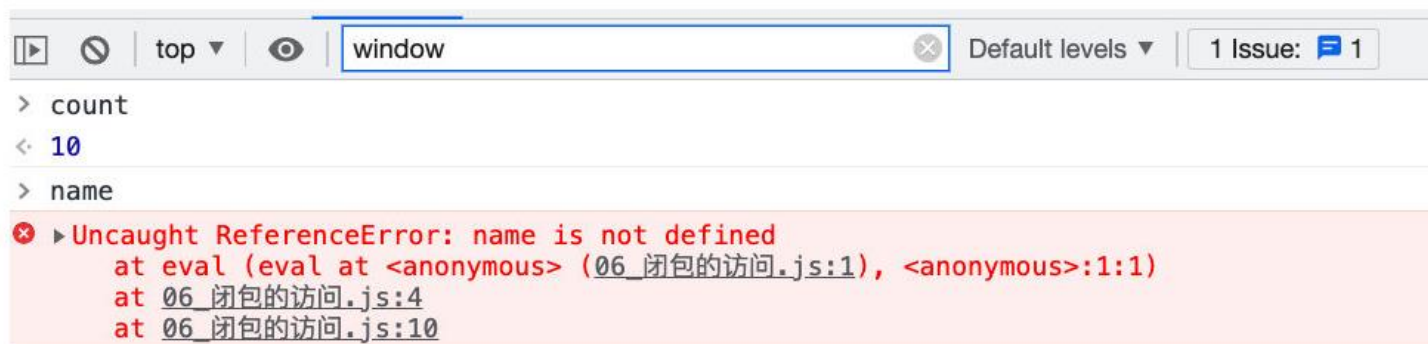 top ▼ window Default levels ▼ 1 Issue: 1
> count
<· 10
> name
▶Uncaught ReferenceError: name is not defined
at eval (eval at <anonymous> (06_闭包的访问.js:1), <anonymous>:1:1)
at 06_闭包的访问.js:4
at 06_闭包的访问.js:10